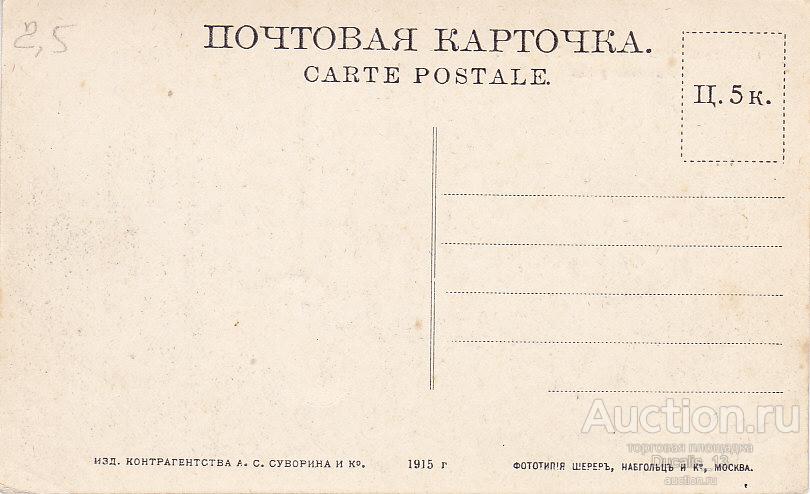 2,5
ПОЧТОВАЯ КАРТОЧКА.
CARTE POSTALE.
Ц. 5 к.
ИЗД. КОНТРАГЕНТСТВА А. С. СУВОРИНА И Ко. 1915 г
ФОТОТИПІЯ ШЕРЕРЪ, НАБГОЛЬЦЪ И Ко, МОСКВА.
Auction.ru
торговая площадка
Ducalis_13
auction.ru